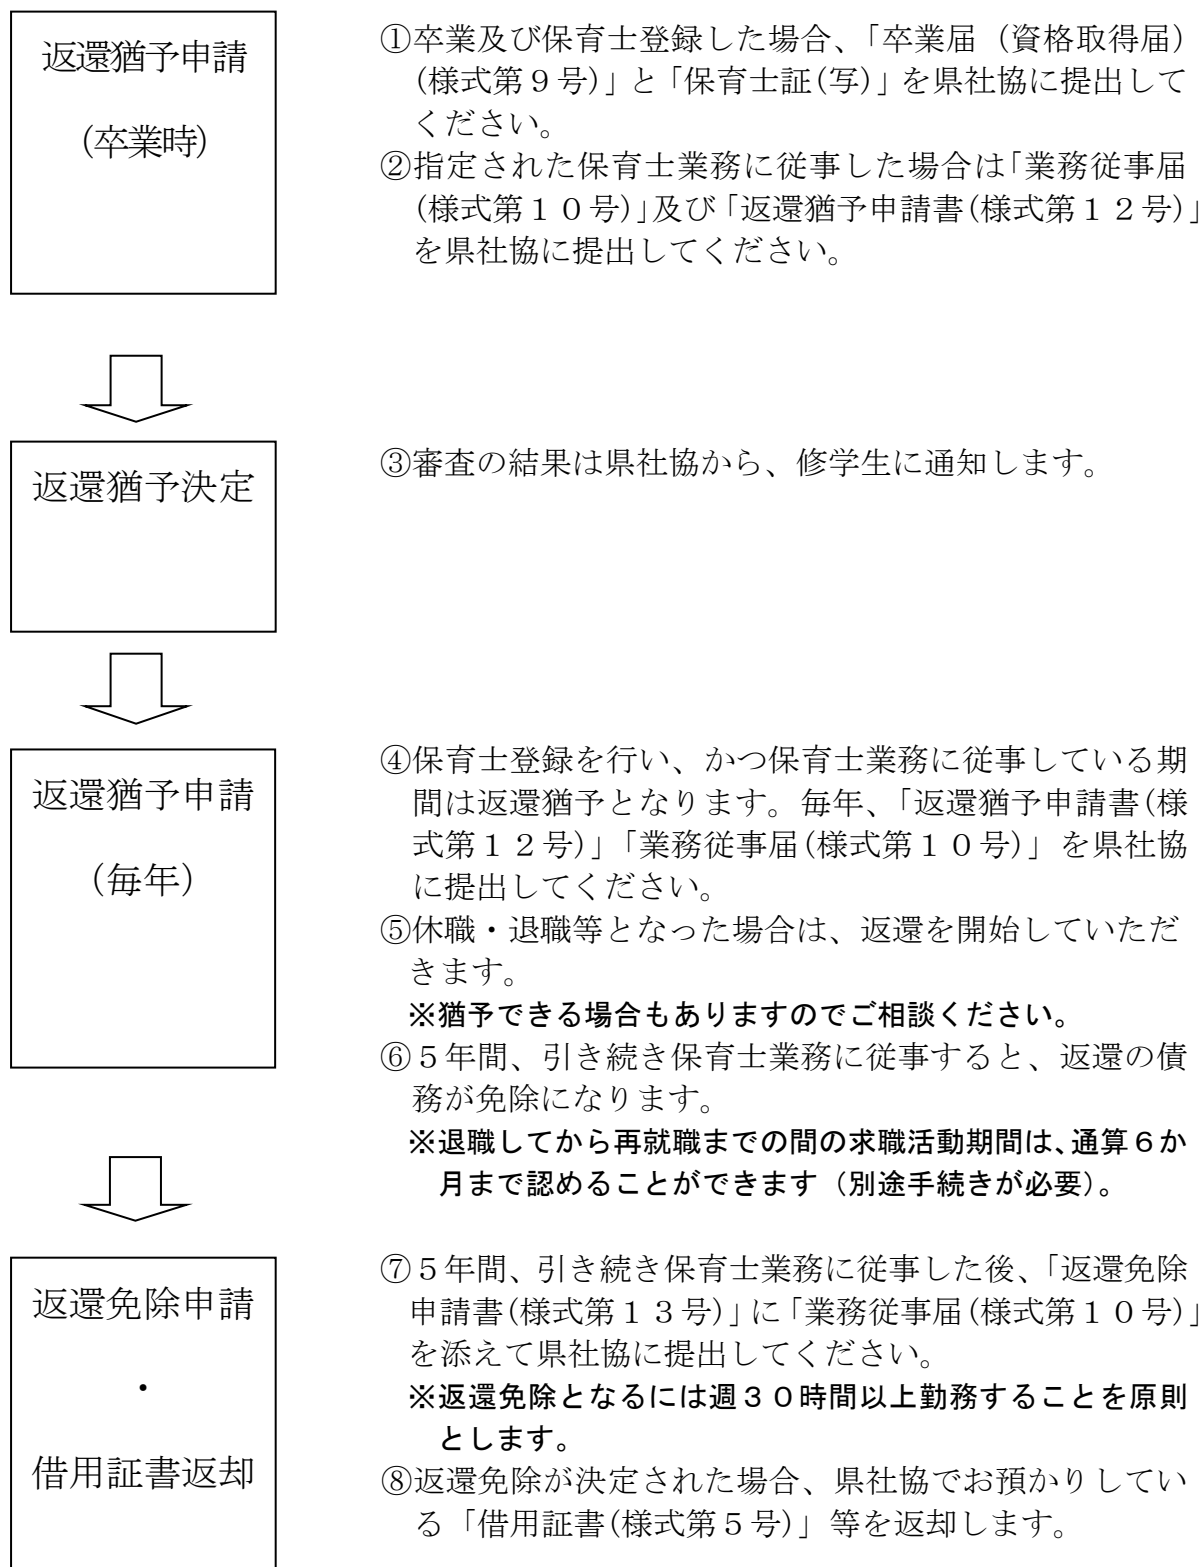 返還猶予申請
(卒業時)
①卒業及び保育士登録した場合、「卒業届（資格取得届）
(様式第９号)」と「保育士証(写)」を県社協に提出して
ください。
②指定された保育士業務に従事した場合は「業務従事届
(様式第１０号)」及び「返還猶予申請書(様式第１２号)」
を県社協に提出してください。
返還猶予決定
③審査の結果は県社協から、修学生に通知します。
返還猶予申請
（毎年）
④保育士登録を行い、かつ保育士業務に従事している期
間は返還猶予となります。毎年、「返還猶予申請書(様
式第１２号)」「業務従事届(様式第１０号)」を県社協
に提出してください。
⑤休職・退職等となった場合は、返還を開始していただ
きます。
※猶予できる場合もありますのでご相談ください。
⑥５年間、引き続き保育士業務に従事すると、返還の債
務が免除になります。
※退職してから再就職までの間の求職活動期間は、通算６か
月まで認めることができます（別途手続きが必要）。
返還免除申請
・
借用証書返却
⑦５年間、引き続き保育士業務に従事した後、「返還免除
申請書(様式第１３号)」に「業務従事届(様式第１０号)」
を添えて県社協に提出してください。
※返還免除となるには週３０時間以上勤務することを原則
とします。
⑧返還免除が決定された場合、県社協でお預かりしてい
る「借用証書(様式第５号)」等を返却します。